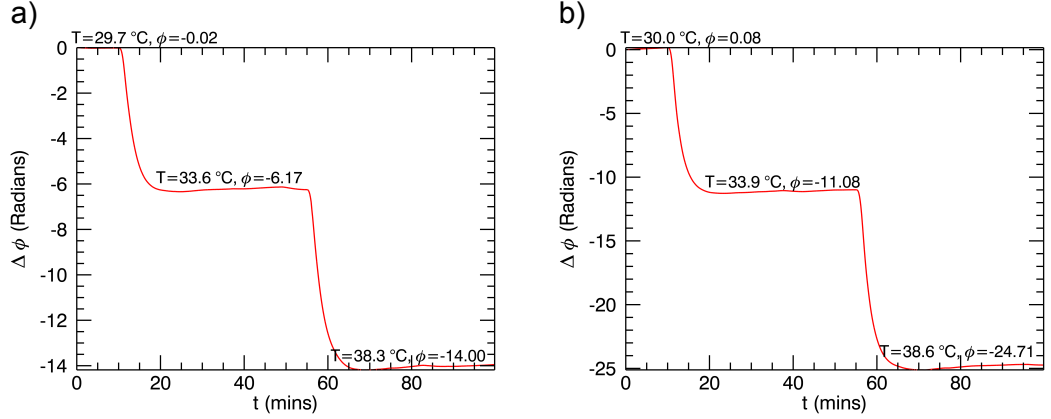 a)
T=29.7 °C, ϕ=-0.02
0
-2
-4
-6
-8
-10
-12
-14
Δ ϕ (Radians)
T=33.6 °C, ϕ=-6.17
T=38.3 °C, ϕ=-14.00
0 20 40 60 80
t (mins)
b)
T=30.0 °C, ϕ=0.08
0
-5
-10
-15
-20
-25
Δ ϕ (Radians)
T=33.9 °C, ϕ=-11.08
T=38.6 °C, ϕ=-24.71
0 20 40 60 80
t (mins)